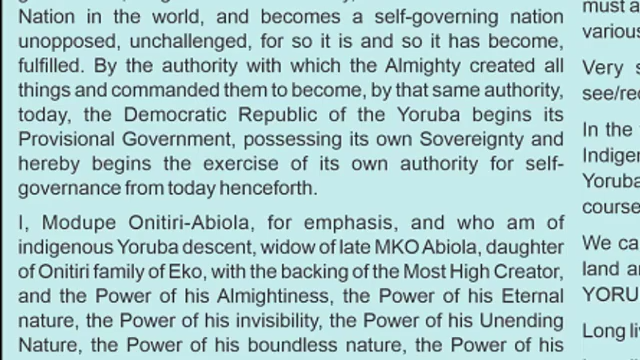 Nation in the world, and becomes a self-governing nation
unopposed, unchallenged, for so it is and so it has become,
fulfilled. By the authority with which the Almighty created all
things and commanded them to become, by that same authority,
today, the Democratic Republic of the Yoruba begins its
Provisional Government, possessing its own Sovereignty and
hereby begins the exercise of its own authority for self-
governance from today henceforth.
I, Modupe Onitiri-Abiola, for emphasis, and who am of
indigenous Yoruba descent, widow of late MKO Abiola, daughter
of Onitiri family of Eko, with the backing of the Most High Creator,
and the Power of his Almightiness, the Power of his Eternal
nature, the Power of his invisibility, the Power of his Unending
Nature, the Power of his boundless nature, the Power of his
must a
various
Very s
see/re
In the
Indige
Yoruba
course
We ca
land a
YORU
Long li